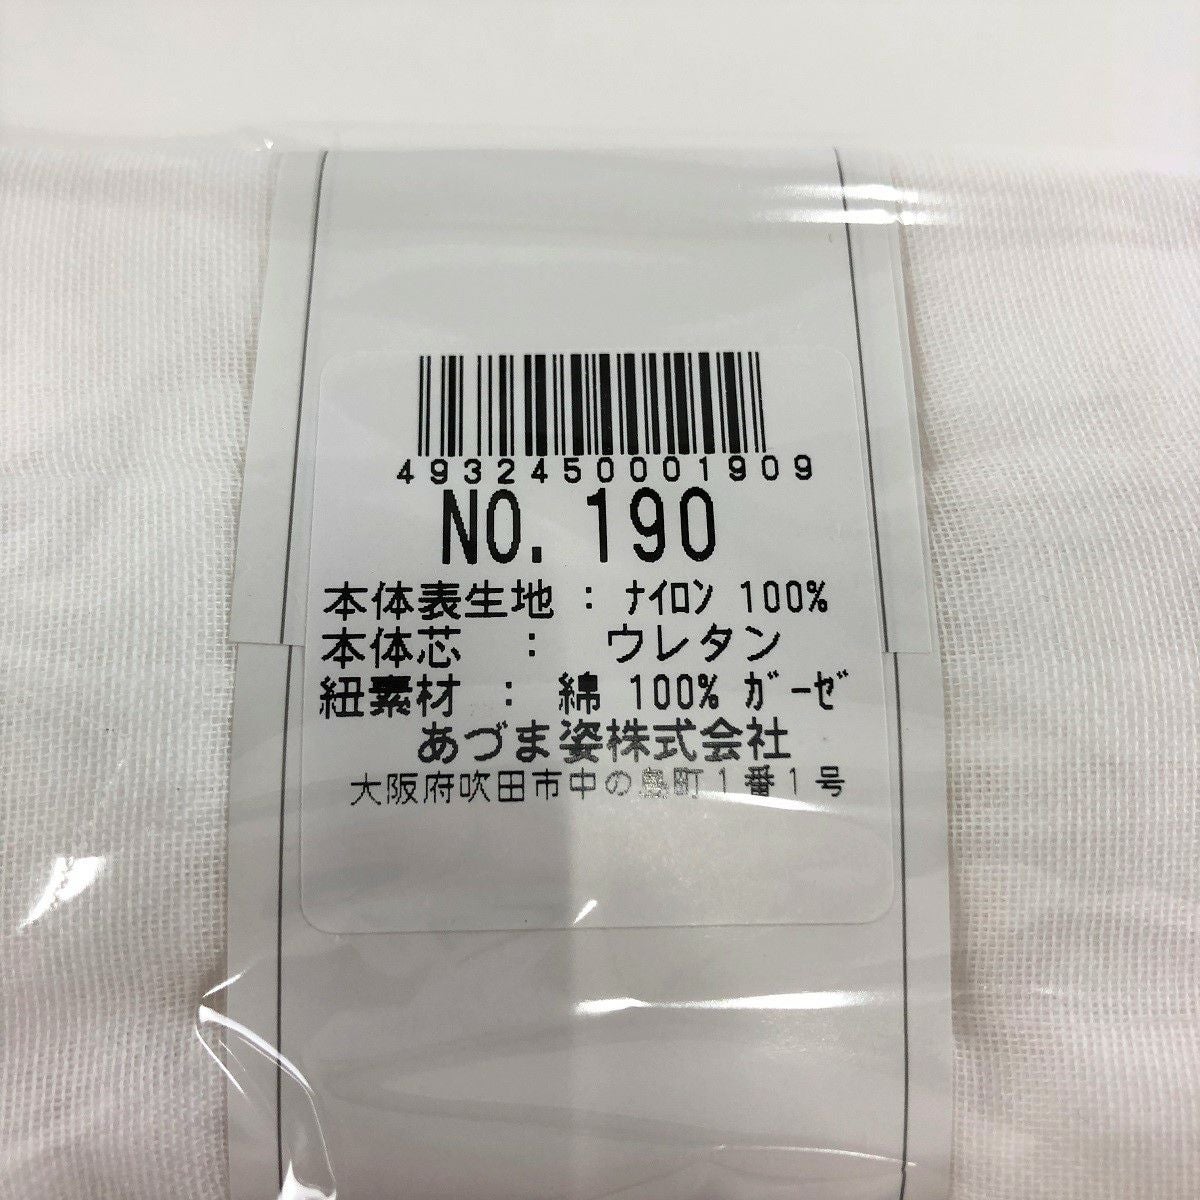 4932450001909
NO. 190
本体表生地 : ﾅｲﾛﾝ 100%
本体芯 : ウレタン
紐素材 : 綿 100% ｶﾞｰｾﾞ
あづま姿株式会社
大阪府吹田市中の島町1番1号